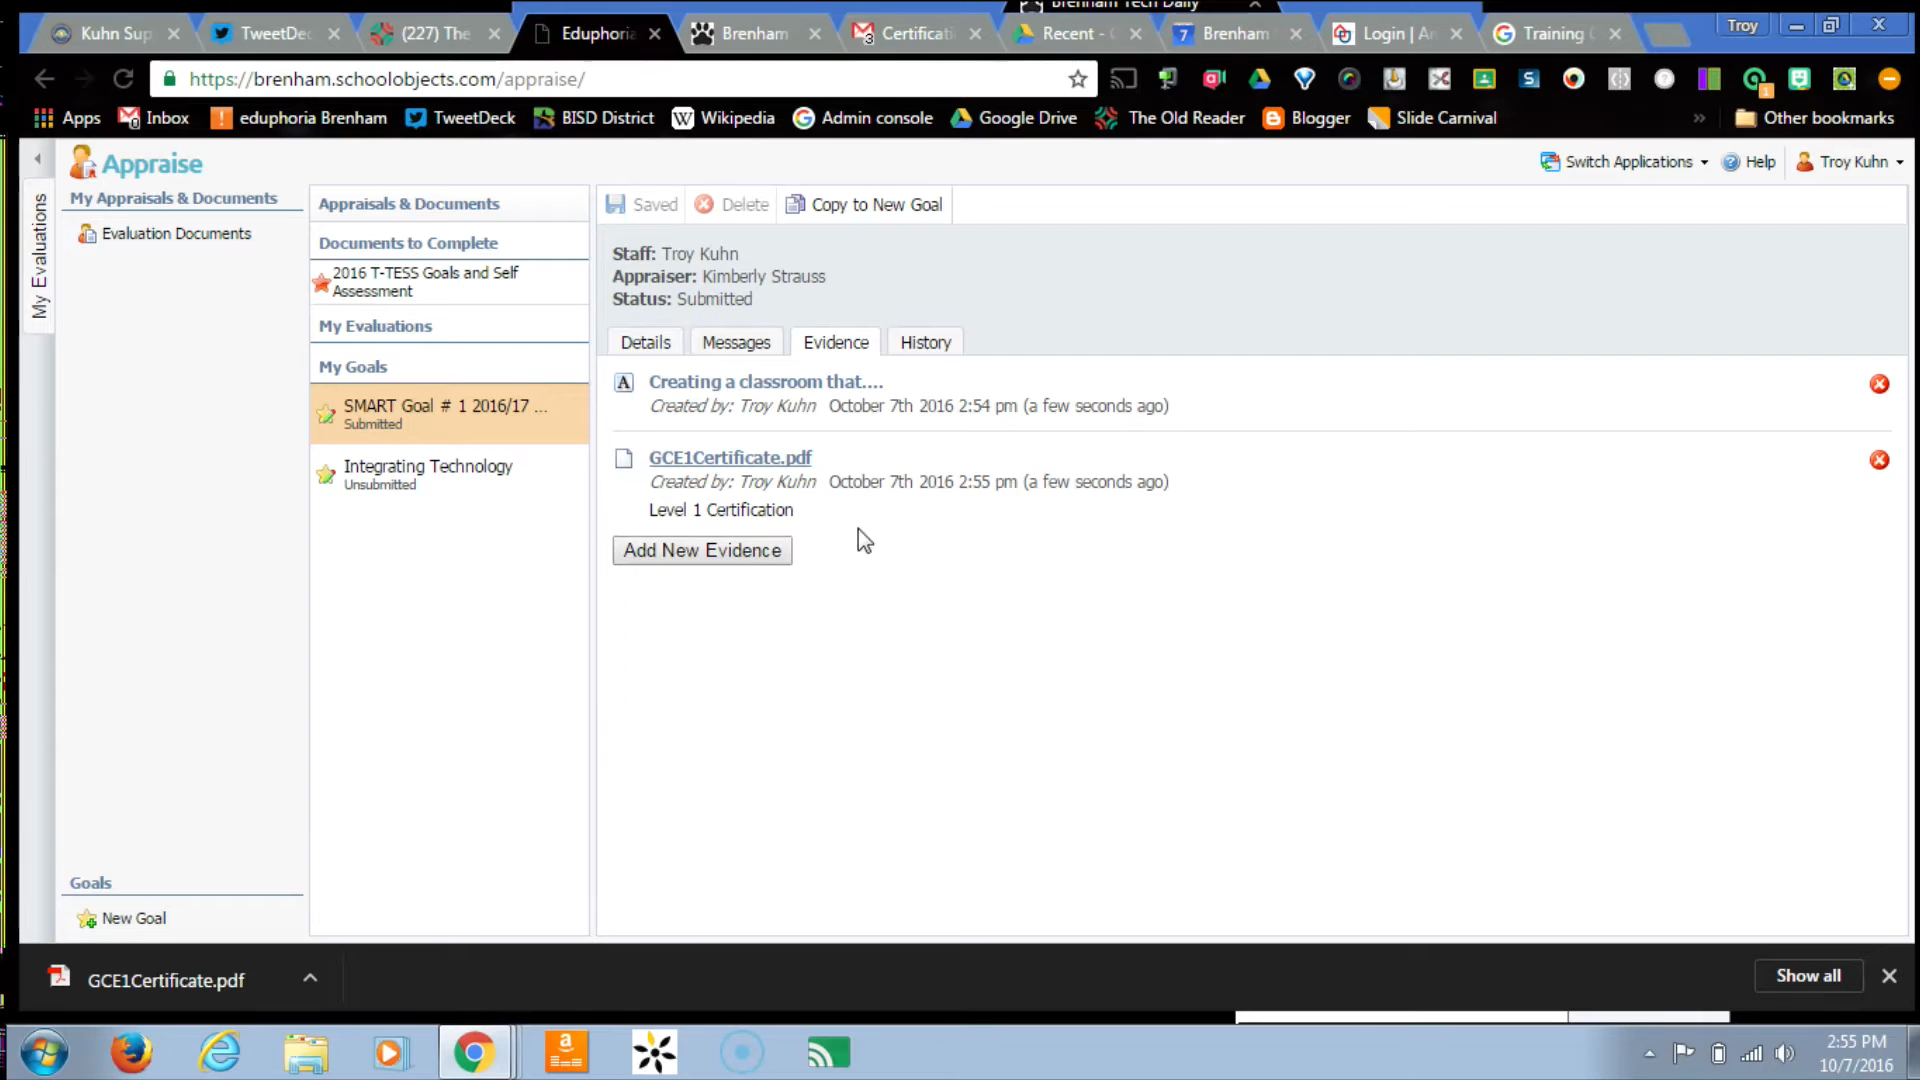 Brenham Tech Daily
Kuhn Sup
TweetDec
(227) The
Eduphoria
Brenham
Certificati
Recent - G
Brenham
Login | An
Training
Troy
https://brenham.schoolobjects.com/appraise/
Apps
Inbox
eduphoria Brenham
TweetDeck
BISD District
Wikipedia
Admin console
Google Drive
The Old Reader
Blogger
Slide Carnival
»
Other bookmarks
My Evaluations
Appraise
Switch Applications
Help
Troy Kuhn
My Appraisals & Documents
Evaluation Documents
Goals
New Goal
Appraisals & Documents
Documents to Complete
2016 T-TESS Goals and Self
Assessment
My Evaluations
My Goals
SMART Goal # 1 2016/17 ...
Submitted
Integrating Technology
Unsubmitted
Saved
Delete
Copy to New Goal
Staff: Troy Kuhn
Appraiser: Kimberly Strauss
Status: Submitted
Details
Messages
Evidence
History
Creating a classroom that....
Created by: Troy Kuhn October 7th 2016 2:54 pm (a few seconds ago)
GCE1Certificate.pdf
Created by: Troy Kuhn October 7th 2016 2:55 pm (a few seconds ago)
Level 1 Certification
Add New Evidence
GCE1Certificate.pdf
Show all
2:55 PM
10/7/2016